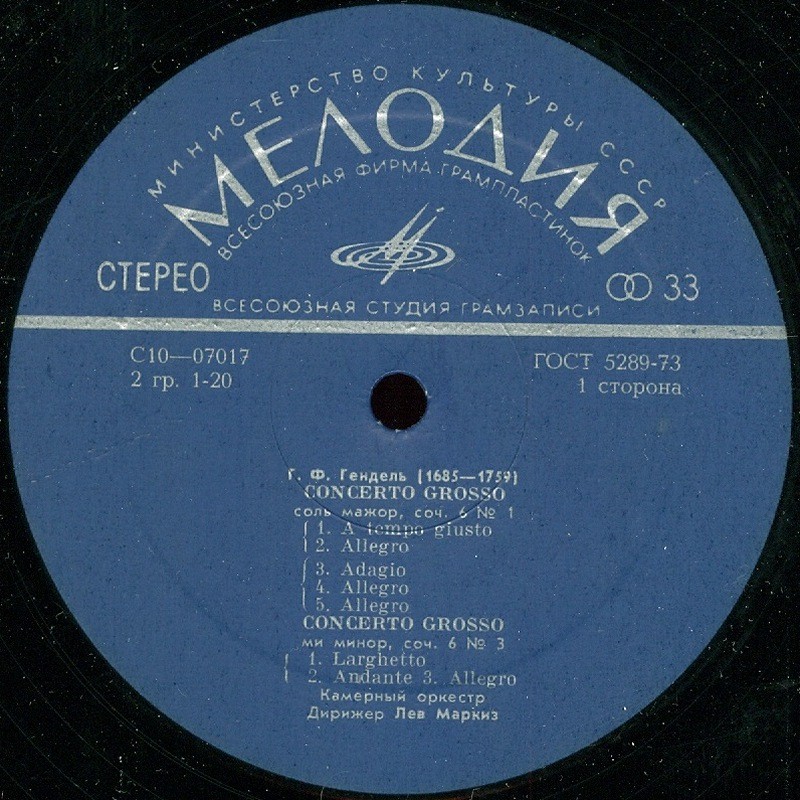 МИНИСТЕРСТВО КУЛЬТУРЫ СССР
МЕЛОДИЯ
ВСЕСОЮЗНАЯ ФИРМА ГРАМПЛАСТИНОК
СТЕРЕО
33
ВСЕСОЮЗНАЯ СТУДИЯ ГРАМЗАПИСИ
С10—07017
ГОСТ 5289-73
2 гр. 1-20
1 сторона
Г. Ф. Гендель (1685—1759)
CONCERTO GROSSO
соль мажор, соч. 6 № 1
1. A tempo giusto
2. Allegro
3. Adagio
4. Allegro
5. Allegro
CONCERTO GROSSO
ми минор, соч. 6 № 3
1. Larghetto
2. Andante 3. Allegro
Камерный оркестр
Дирижер Лев Маркиз